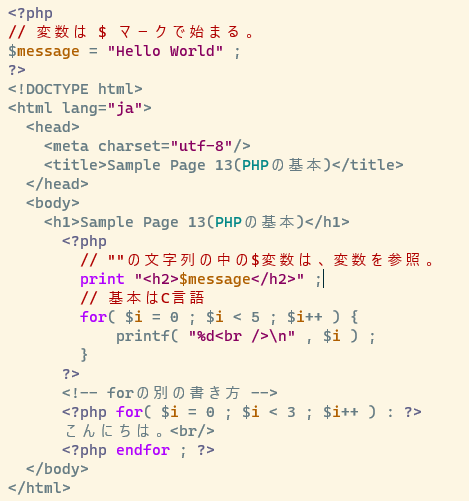 <?php
// 変数は $ マークで始まる。
$message = "Hello World" ;
?>
<!DOCTYPE html>
<html lang="ja">
  <head>
    <meta charset="utf-8"/>
    <title>Sample Page 13(PHPの基本)</title>
  </head>
  <body>
    <h1>Sample Page 13(PHPの基本)</h1>
      <?php
        // ""の文字列の中の$変数は、変数を参照。
        print "<h2>$message</h2>" ;
        // 基本はC言語
        for( $i = 0 ; $i < 5 ; $i++ ) {
            printf( "%d<br />\n" , $i ) ;
        }
      ?>
      <!-- forの別の書き方 -->
      <?php for( $i = 0 ; $i < 3 ; $i++ ) : ?>
      こんにちは。<br/>
      <?php endfor ; ?>
  </body>
</html>